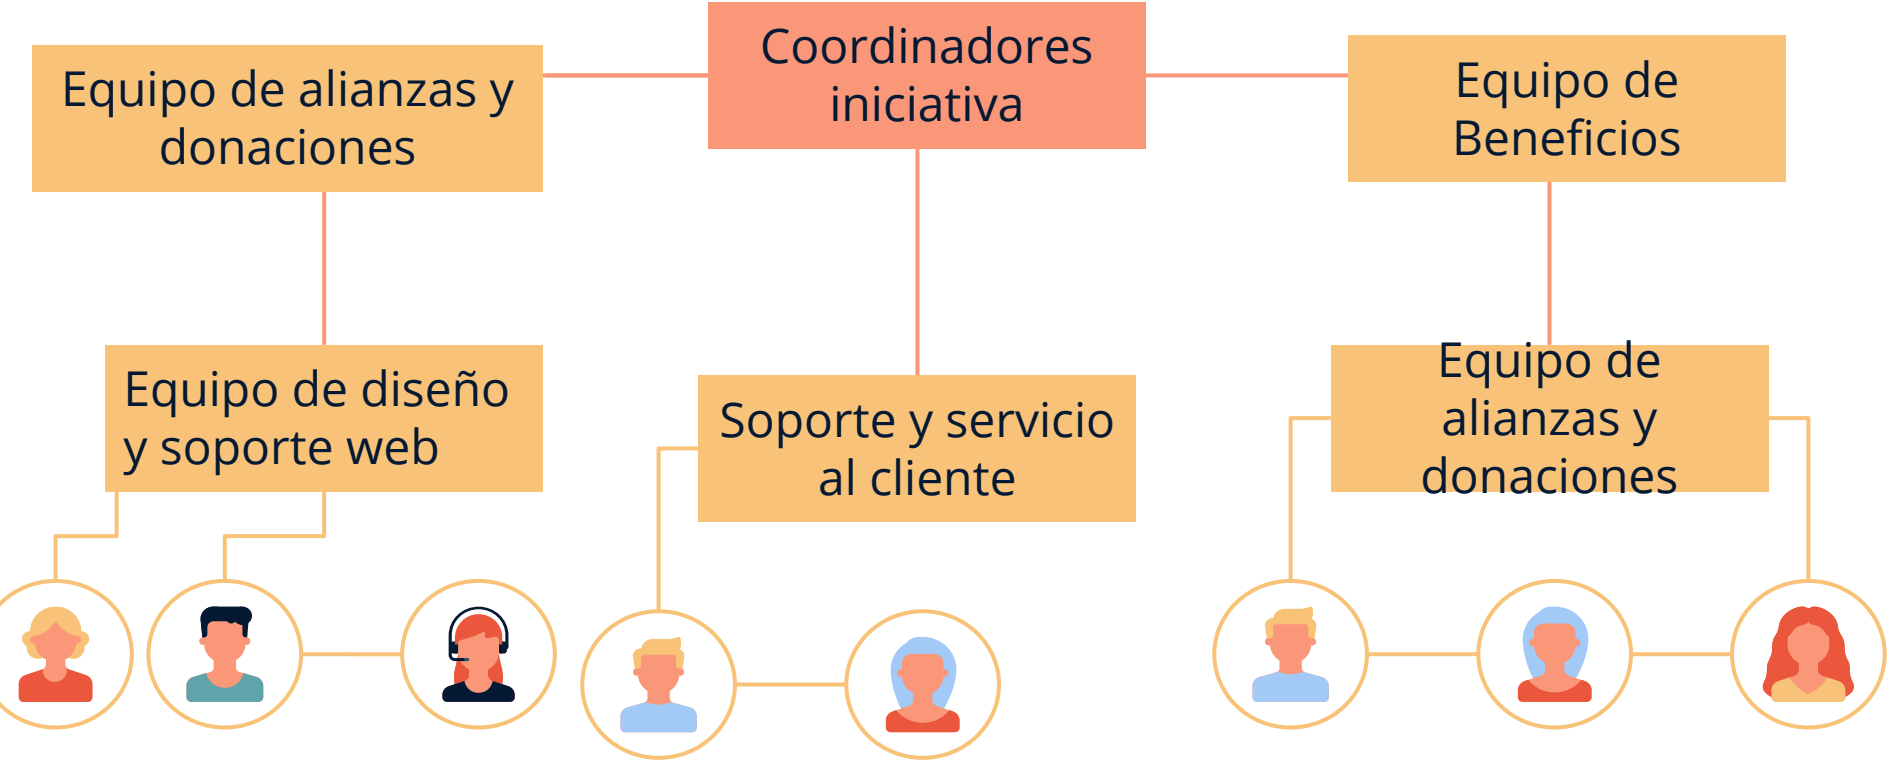 Coordinadores
iniciativa
Equipo de alianzas y
donaciones
Equipo de
Beneficios
Equipo de diseño
y soporte web
Soporte y servicio
al cliente
Equipo de
alianzas y
donaciones